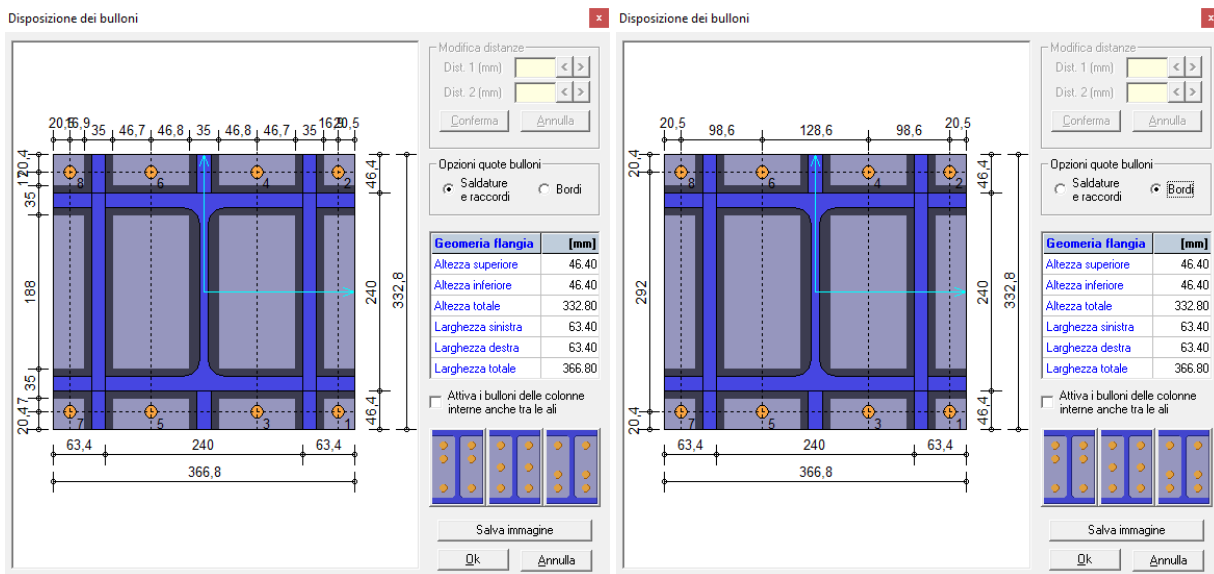 Disposizione dei bulloni
x
Modifica distanze
Dist. 1 (mm)
< >
Dist. 2 (mm)
< >
Conferma
Annulla
Opzioni quote bulloni
Saldature e raccordi
Bordi
20,5
16,9
35
46,7
46,8
35
46,8
46,7
35
16,9
20,5
20,4
17
35
188
35
20,4
8
6
4
2
7
5
3
1
46,4
240
46,4
332,8
63,4
240
63,4
366,8
Geomeria flangia [mm]
Altezza superiore 46.40
Altezza inferiore 46.40
Altezza totale 332.80
Larghezza sinistra 63.40
Larghezza destra 63.40
Larghezza totale 366.80
Attiva i bulloni delle colonne
interne anche tra le ali
Salva immagine
Ok
Annulla
Disposizione dei bulloni
x
Modifica distanze
Dist. 1 (mm)
< >
Dist. 2 (mm)
< >
Conferma
Annulla
Opzioni quote bulloni
Saldature e raccordi
Bordi
20,5
98,6
128,6
98,6
20,5
20,4
292
20,4
8
6
4
2
7
5
3
1
46,4
240
46,4
332,8
63,4
240
63,4
366,8
Geomeria flangia [mm]
Altezza superiore 46.40
Altezza inferiore 46.40
Altezza totale 332.80
Larghezza sinistra 63.40
Larghezza destra 63.40
Larghezza totale 366.80
Attiva i bulloni delle colonne
interne anche tra le ali
Salva immagine
Ok
Annulla